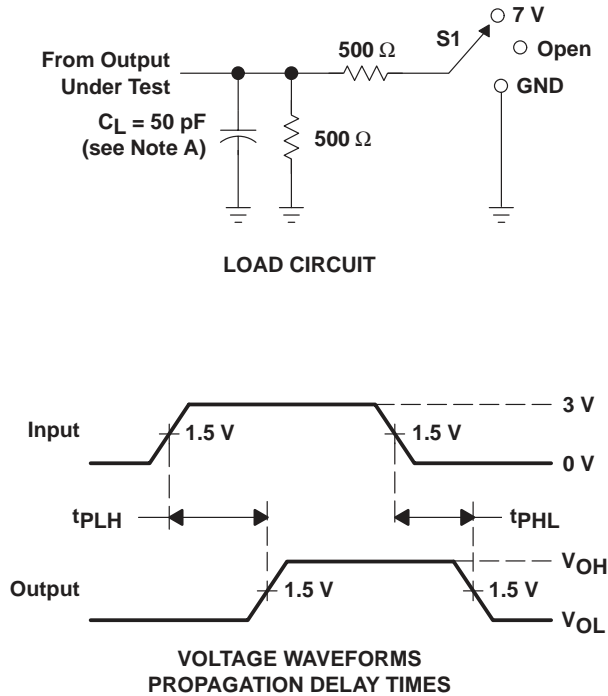 7 V
S1
Open
500 Ω
From Output
Under Test
GND
CL = 50 pF
(see Note A)
500 Ω
LOAD CIRCUIT
3 V
Input
1.5 V
1.5 V
0 V
tPLH
tPHL
VOH
Output
1.5 V
1.5 V
VOL
VOLTAGE WAVEFORMS
PROPAGATION DELAY TIMES